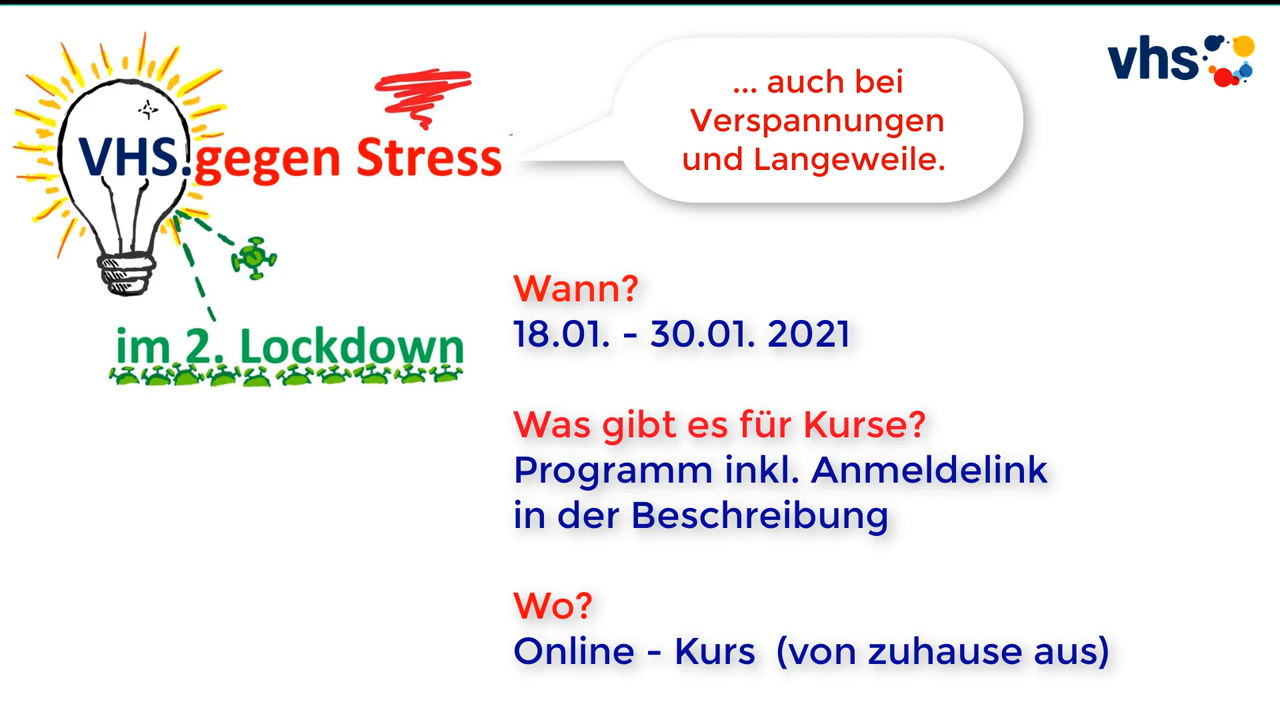 VHS.gegen Stress
im 2. Lockdown
... auch bei
Verspannungen
und Langeweile.
vhs
Wann?
18.01. - 30.01. 2021
Was gibt es für Kurse?
Programm inkl. Anmeldelink
in der Beschreibung
Wo?
Online - Kurs (von zuhause aus)